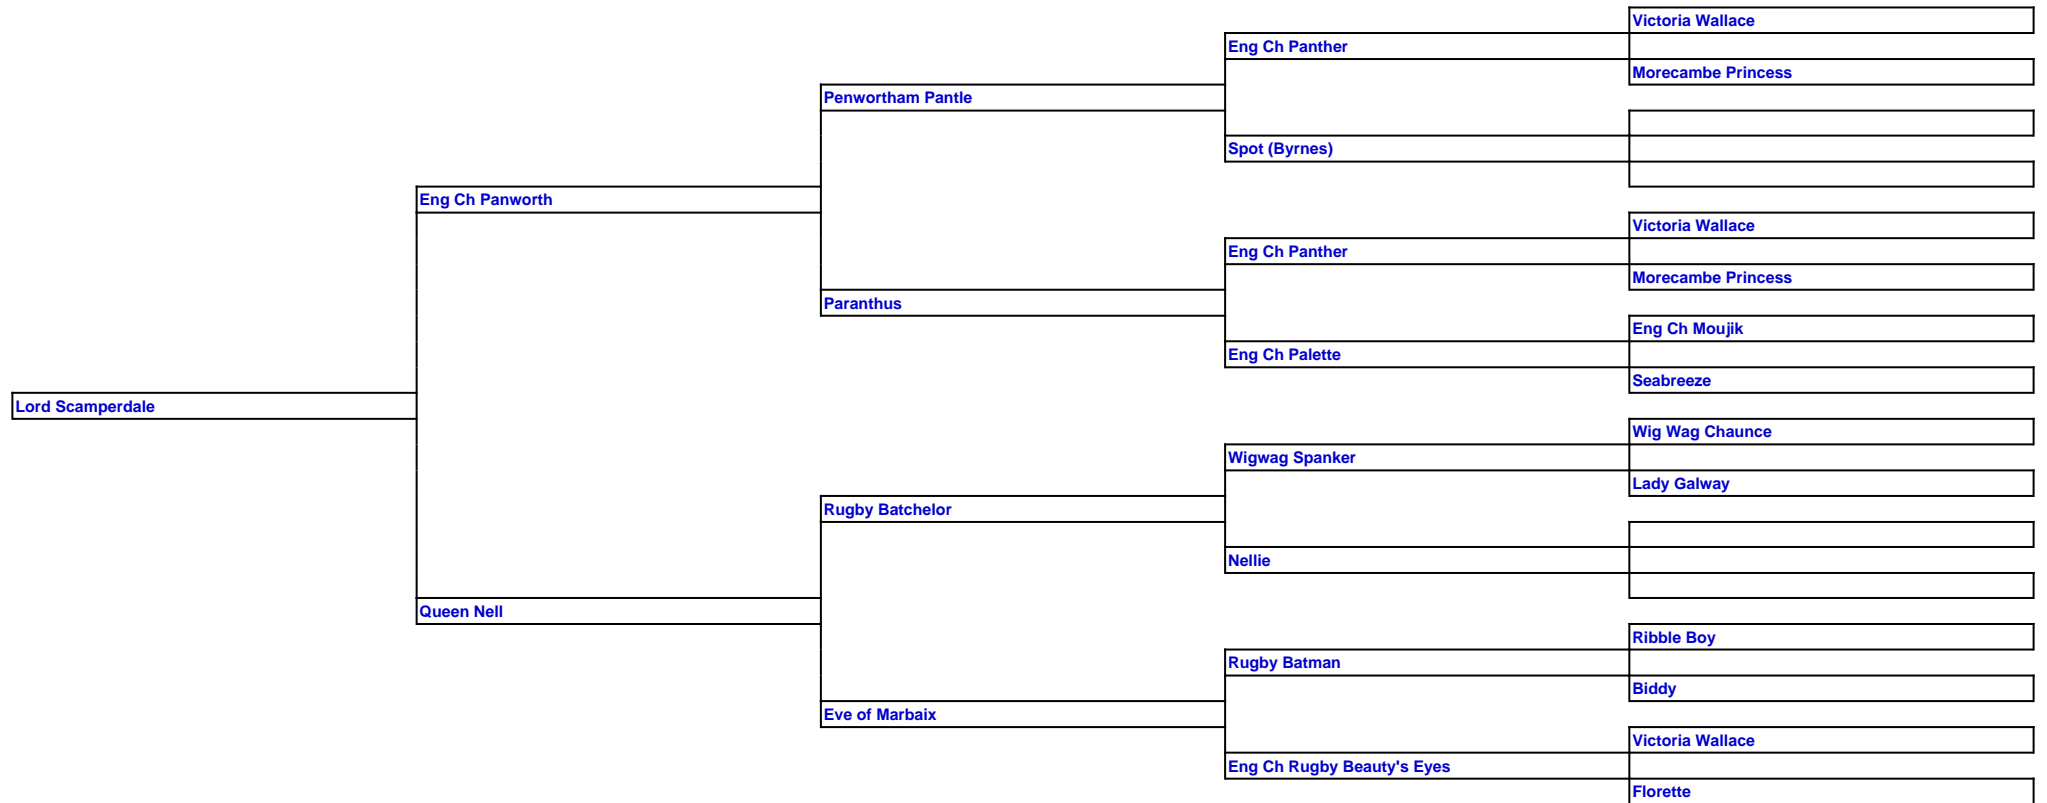 Victoria Wallace
Eng Ch Panther
Morecambe Princess
Penwortham Pantle
Spot (Byrnes)
Eng Ch Panworth
Victoria Wallace
Eng Ch Panther
Morecambe Princess
Paranthus
Eng Ch Moujik
Eng Ch Palette
Seabreeze
Lord Scamperdale
Wig Wag Chaunce
Wigwag Spanker
Lady Galway
Rugby Batchelor
Nellie
Queen Nell
Ribble Boy
Rugby Batman
Biddy
Eve of Marbaix
Victoria Wallace
Eng Ch Rugby Beauty's Eyes
Florette